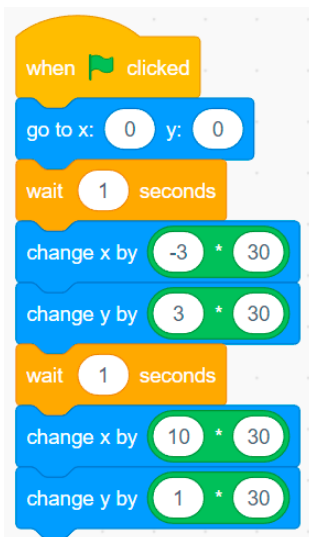 when clicked
go to x: 0 y: 0
wait 1 seconds
change x by -3 * 30
change y by 3 * 30
wait 1 seconds
change x by 10 * 30
change y by 1 * 30